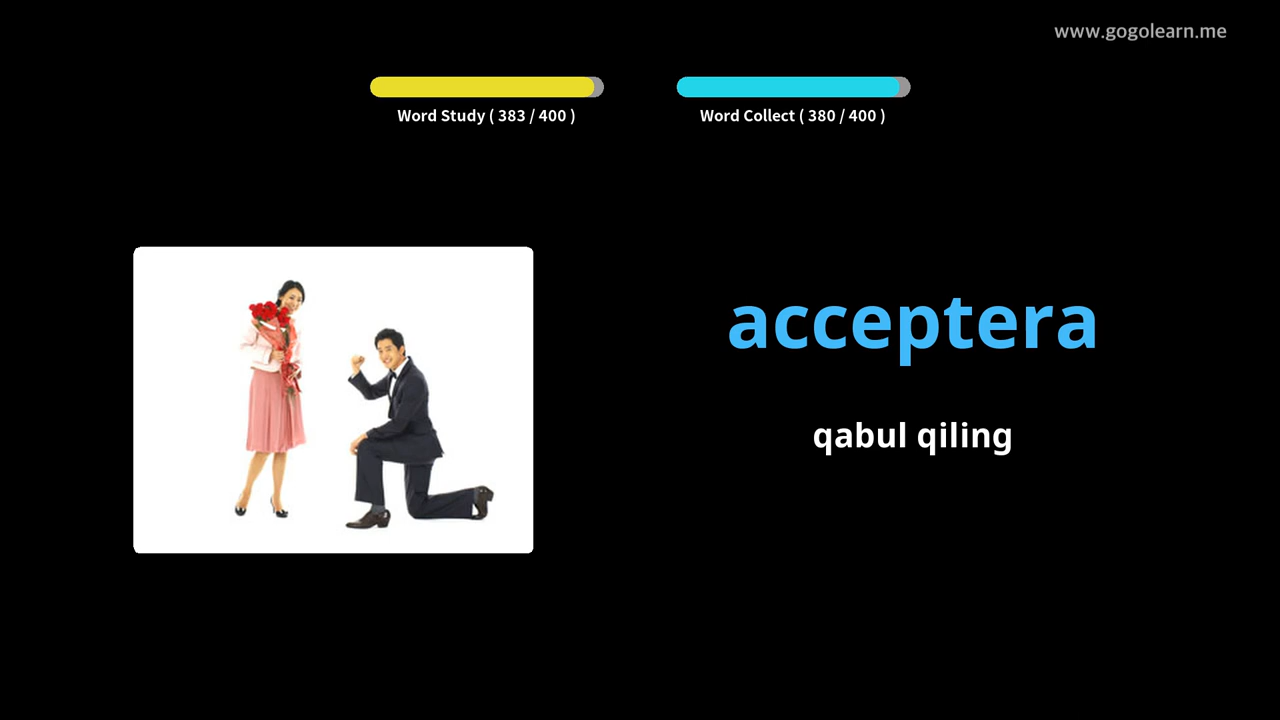 www.gogolearn.me
Word Study ( 383 / 400 )
Word Collect ( 380 / 400 )
acceptera
qabul qiling